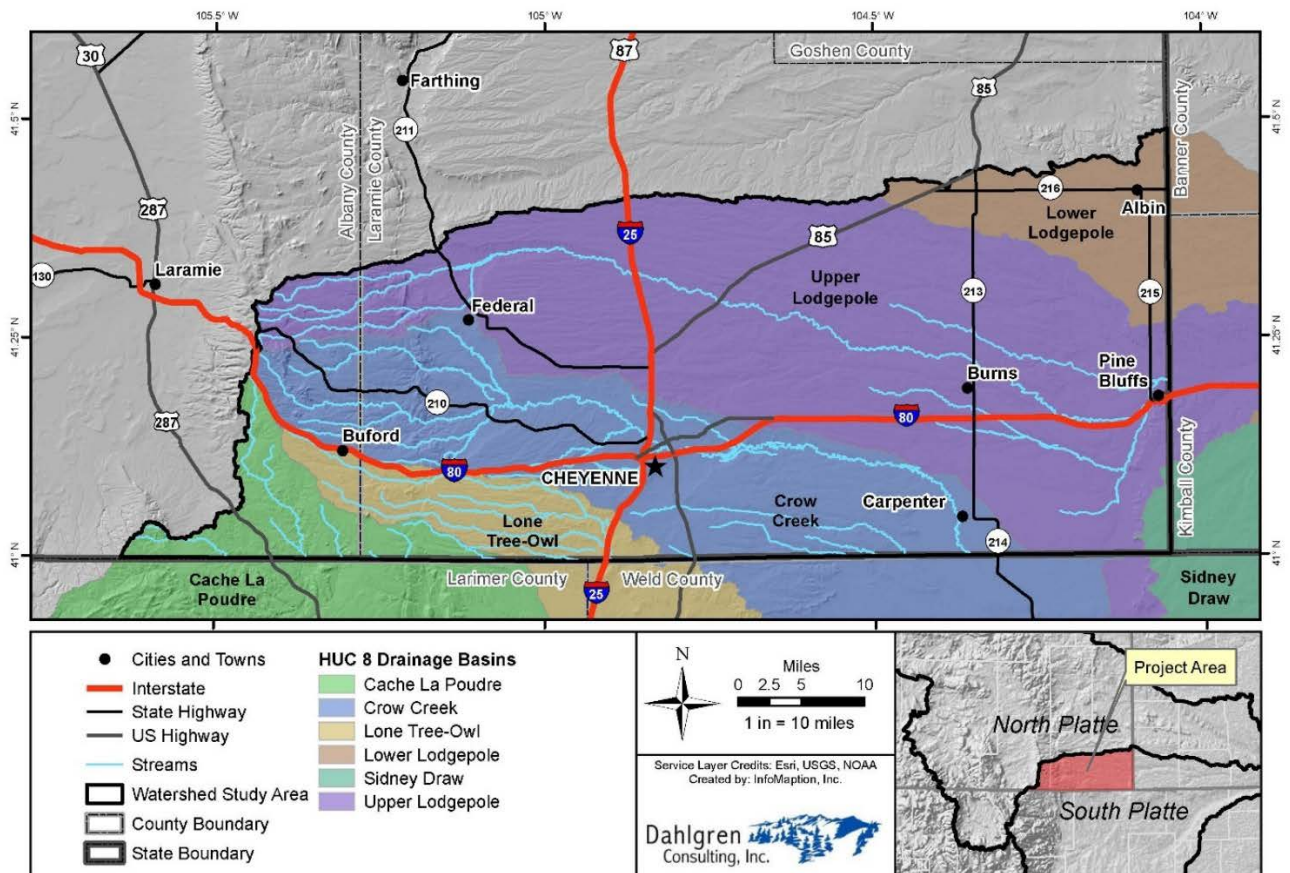 105.5° W
105° W
104.5° W
104° W
30
87
Goshen County
Farthing
85
41.5° N
41.5° N
211
Albany County
Laramie County
Banner County
216
Albin
Lower
Lodgepole
287
25
85
Laramie
130
Upper
Lodgepole
213
215
Federal
41.25° N
41.25° N
Pine
Bluffs
Burns
210
80
287
Buford
80
CHEYENNE
Kimball County
Crow
Creek
Carpenter
Lone
Tree-Owl
214
41° N
41° N
Larimer County
Weld County
Cache La
Poudre
25
Sidney
Draw
Cities and Towns
Interstate
State Highway
US Highway
Streams
Watershed Study Area
County Boundary
State Boundary
HUC 8 Drainage Basins
Cache La Poudre
Crow Creek
Lone Tree-Owl
Lower Lodgepole
Sidney Draw
Upper Lodgepole
N
Miles
0 2.5 5 10
1 in = 10 miles
Service Layer Credits: Esri, USGS, NOAA
Created by: InfoMaption, Inc.
Dahlgren
Consulting, Inc.
Project Area
North Platte
South Platte